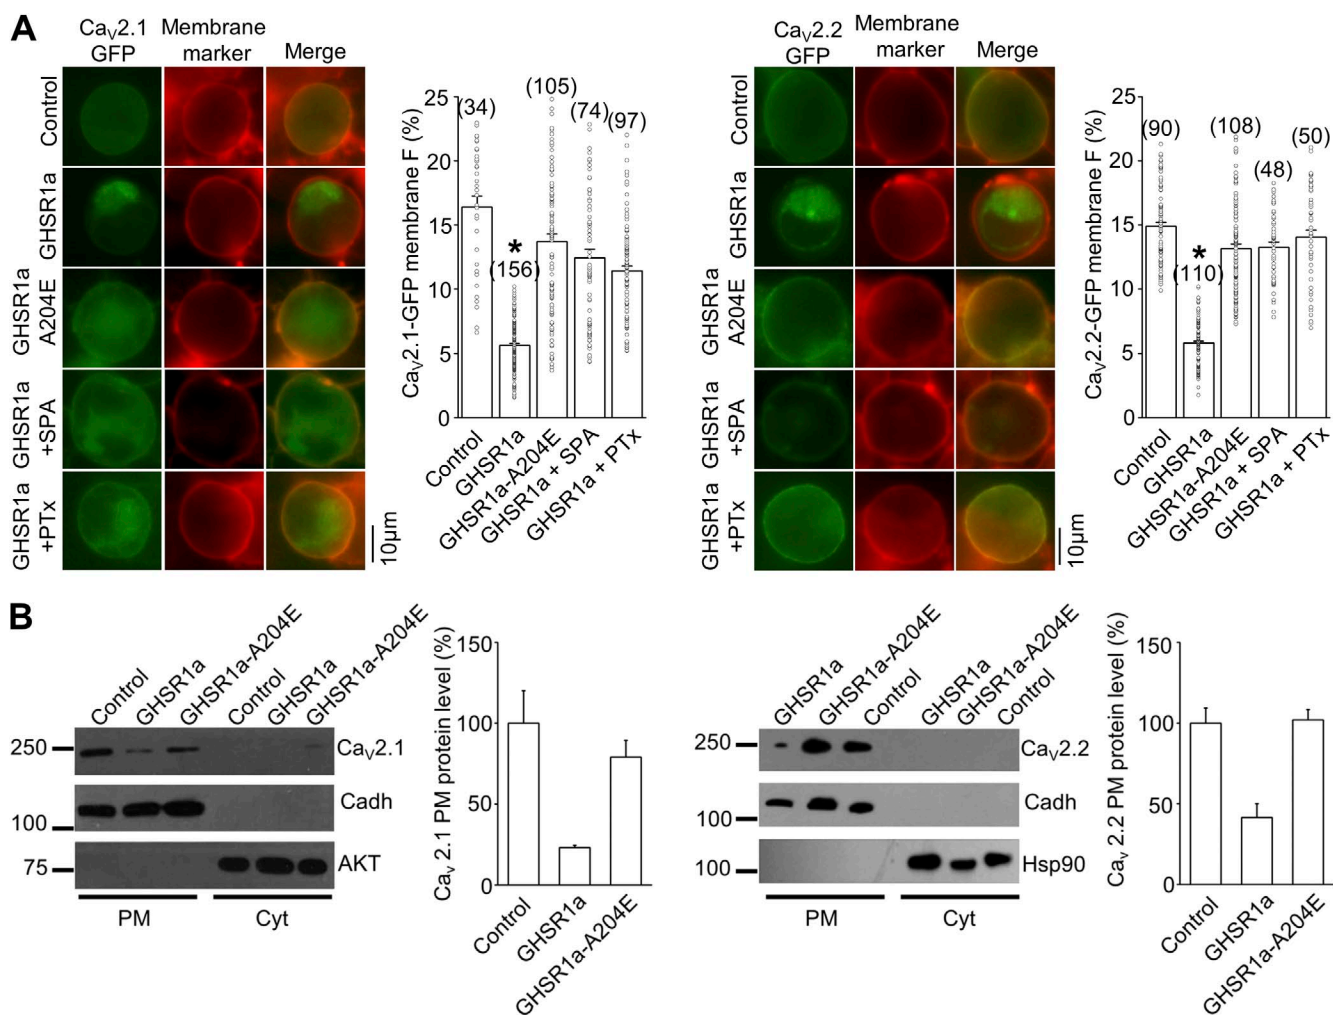 A
CaV2.1 GFP
Membrane marker
Merge
Control
GHSR1a
GHSR1a A204E
GHSR1a +SPA
GHSR1a +PTx
10μm
CaV2.1-GFP membrane F (%)
25
20
15
10
5
0
(34)
*
(156)
(105)
(74)
(97)
Control
GHSR1a
GHSR1a-A204E
GHSR1a + SPA
GHSR1a + PTx
CaV2.2 GFP
Membrane marker
Merge
Control
GHSR1a
GHSR1a A204E
GHSR1a +SPA
GHSR1a +PTx
10μm
CaV2.2-GFP membrane F (%)
25
20
15
10
5
0
(90)
*
(110)
(108)
(48)
(50)
Control
GHSR1a
GHSR1a-A204E
GHSR1a + SPA
GHSR1a + PTx
B
Control
GHSR1a
GHSR1a-A204E
Control
GHSR1a
GHSR1a-A204E
250
CaV2.1
Cadh
100
75
AKT
PM
Cyt
Cav 2.1 PM protein level (%)
150
100
50
0
Control
GHSR1a
GHSR1a-A204E
GHSR1a
GHSR1a-A204E
Control
GHSR1a
GHSR1a-A204E
Control
250
CaV2.2
Cadh
100
100
Hsp90
PM
Cyt
Cav 2.2 PM protein level (%)
150
100
50
0
Control
GHSR1a
GHSR1a-A204E